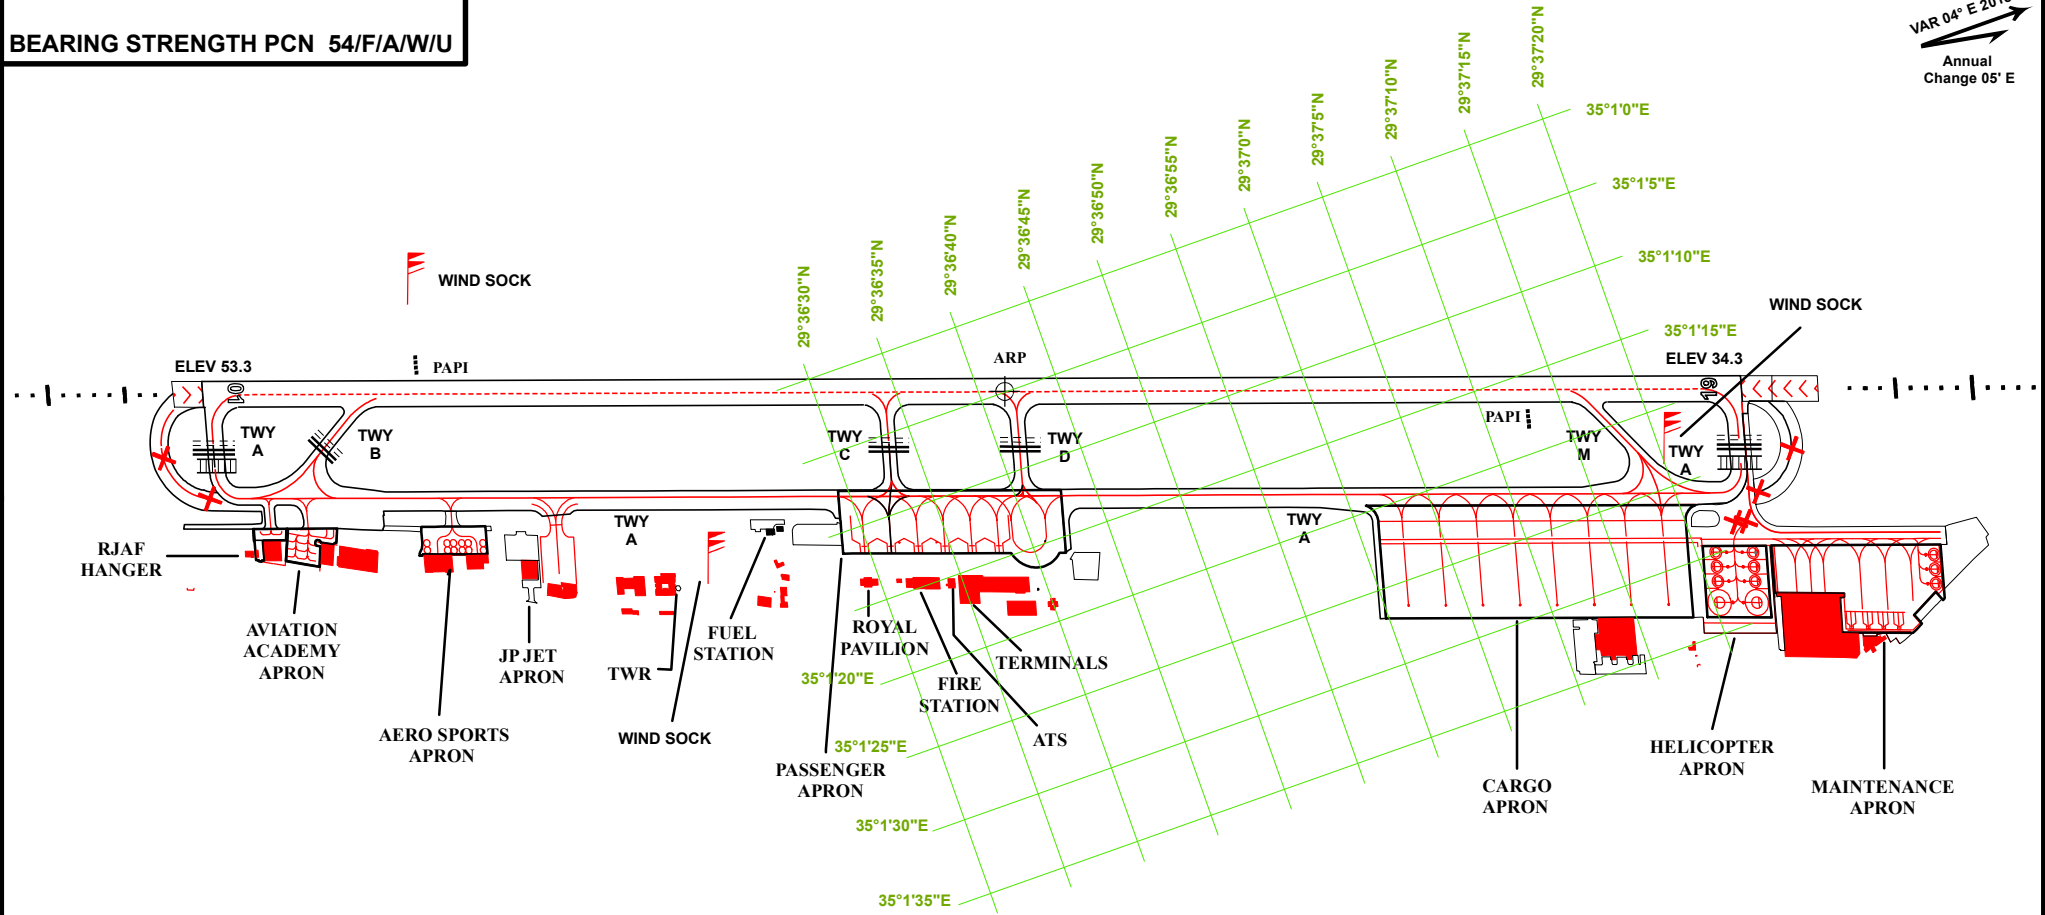 BEARING STRENGTH PCN 54/F/A/W/U
VAR 04° E
Annual
Change 05' E
29°36'30"N
29°36'35"N
29°36'40"N
29°36'45"N
29°36'50"N
29°36'55"N
29°37'0"N
29°37'5"N
29°37'10"N
29°37'15"N
29°37'20"N
35°1'0"E
35°1'5"E
35°1'10"E
35°1'15"E
WIND SOCK
WIND SOCK
ELEV 53.3
PAPI
ARP
ELEV 34.3
01
19
PAPI
TWY
A
TWY
B
TWY
C
TWY
D
TWY
M
TWY
A
TWY
A
TWY
A
RJAF
HANGER
AVIATION
ACADEMY
APRON
AERO SPORTS
APRON
JP JET
APRON
TWR
WIND SOCK
FUEL
STATION
PASSENGER
APRON
ROYAL
PAVILION
FIRE
STATION
TERMINALS
ATS
35°1'20"E
35°1'25"E
35°1'30"E
35°1'35"E
CARGO
APRON
HELICOPTER
APRON
MAINTENANCE
APRON